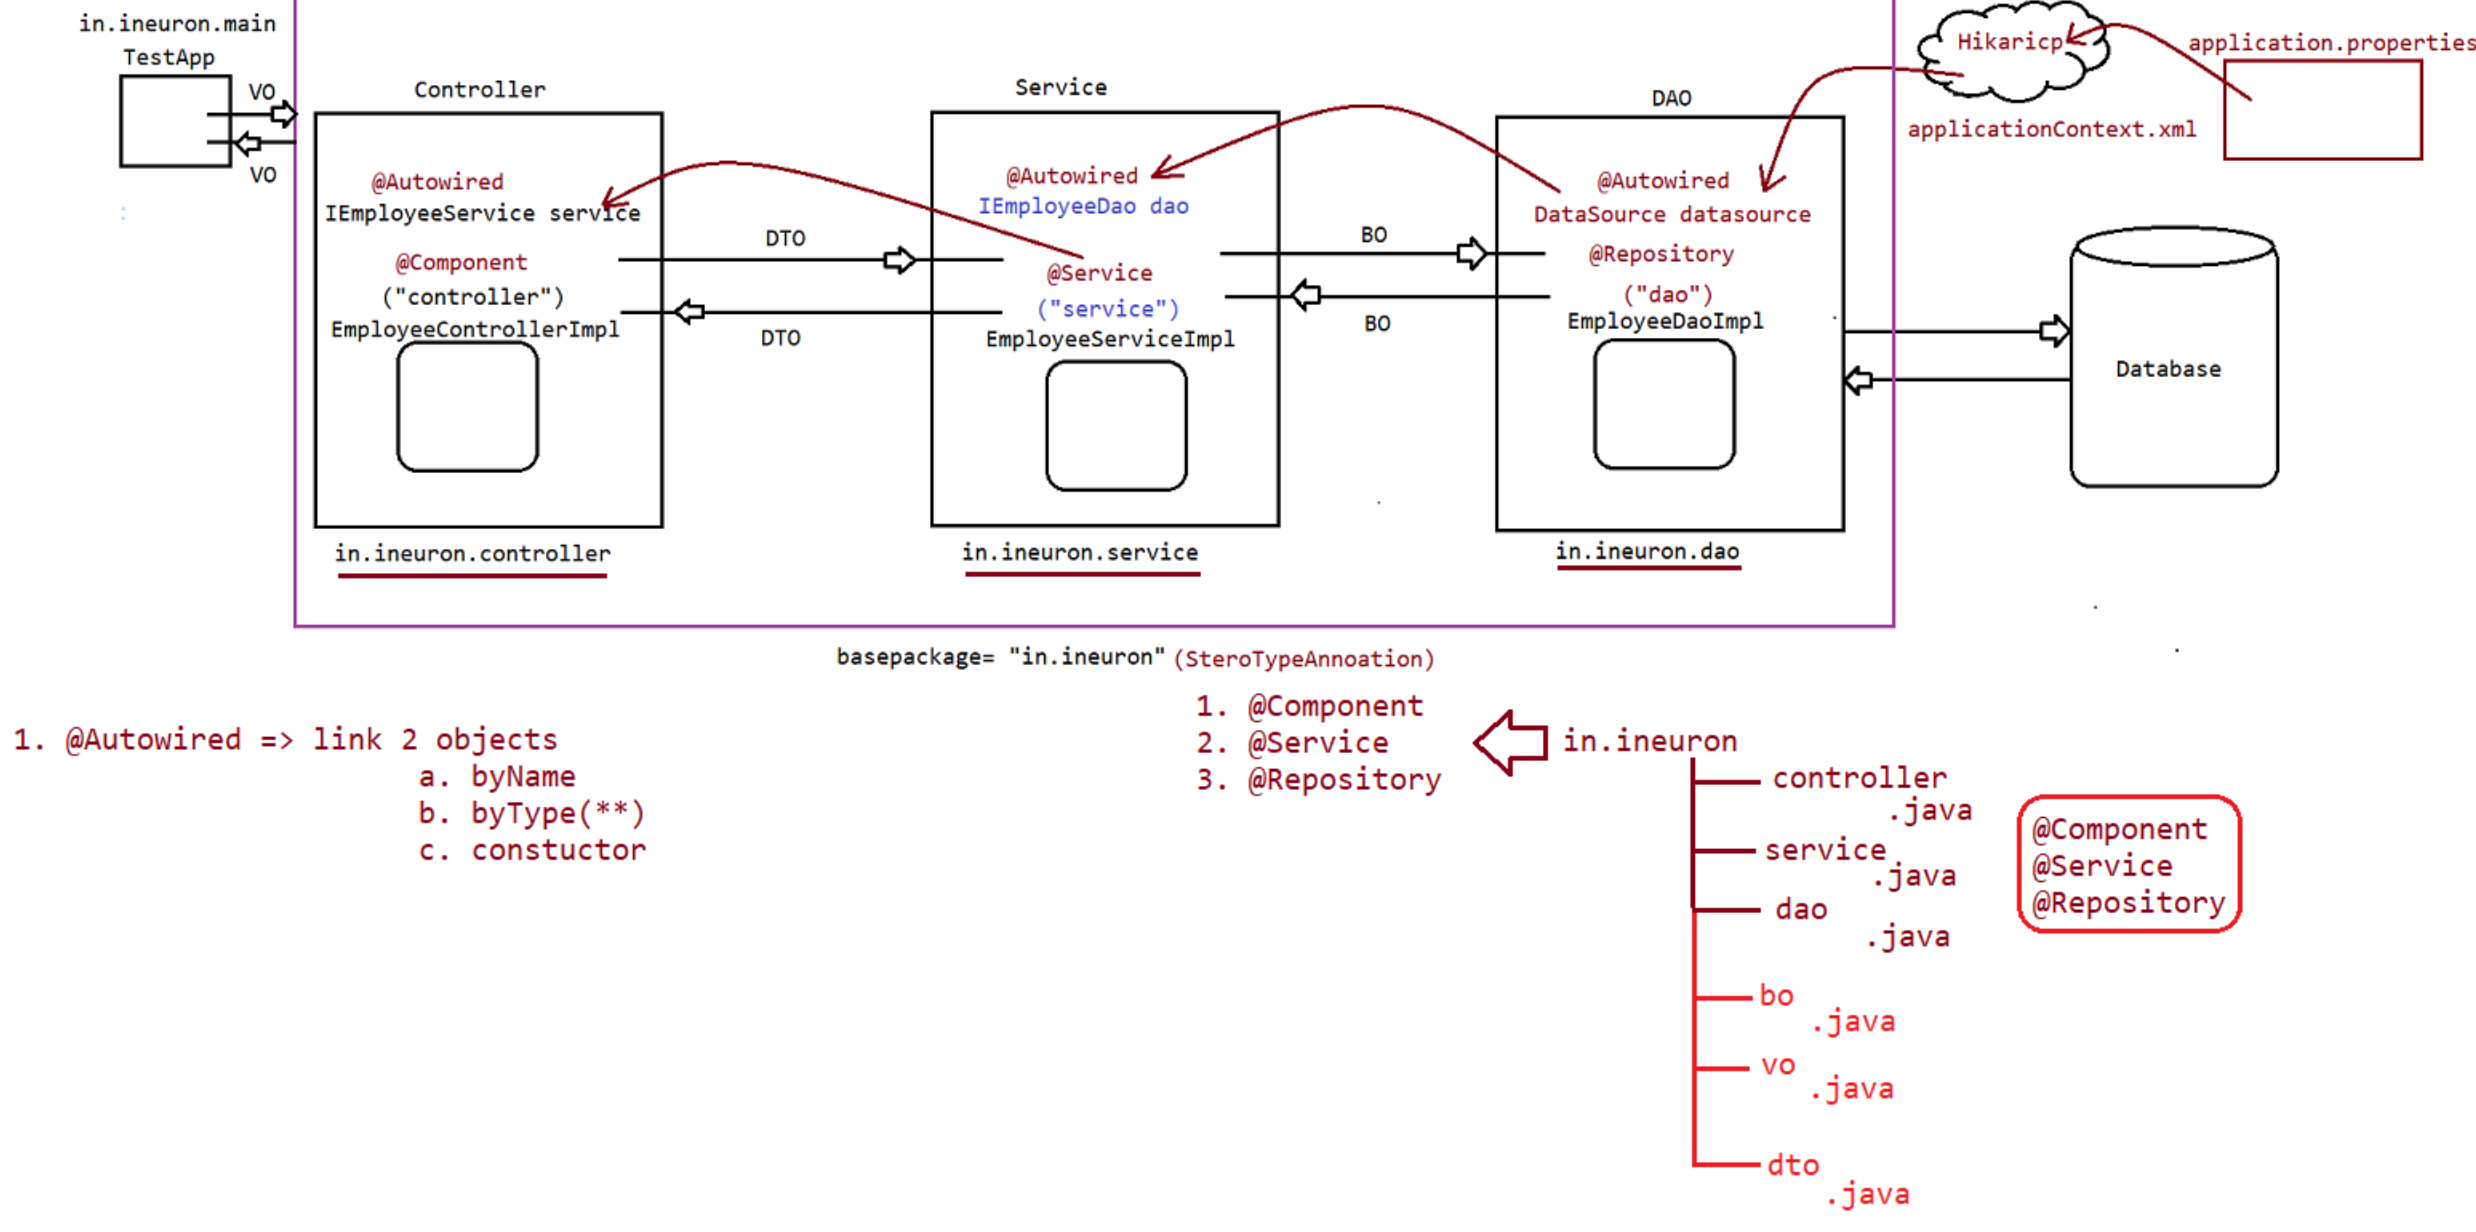 in.ineuron.main
TestApp
VO
VO
Controller
@Autowired
IEmployeeService service
@Component
("controller")
EmployeeControllerImpl
in.ineuron.controller
DTO
DTO
Service
@Autowired
IEmployeeDao dao
@Service
("service")
EmployeeServiceImpl
in.ineuron.service
BO
BO
DAO
@Autowired
DataSource datasource
@Repository
("dao")
EmployeeDaoImpl
in.ineuron.dao
Hikaricp
applicationContext.xml
application.properties
Database
basepackage= "in.ineuron" (SteroTypeAnnoation)
1. @Autowired => link 2 objects
a. byName
b. byType(**)
c. constuctor
1. @Component
2. @Service
3. @Repository
in.ineuron
controller
.java
service
.java
dao
.java
bo
.java
vo
.java
dto
.java
@Component
@Service
@Repository